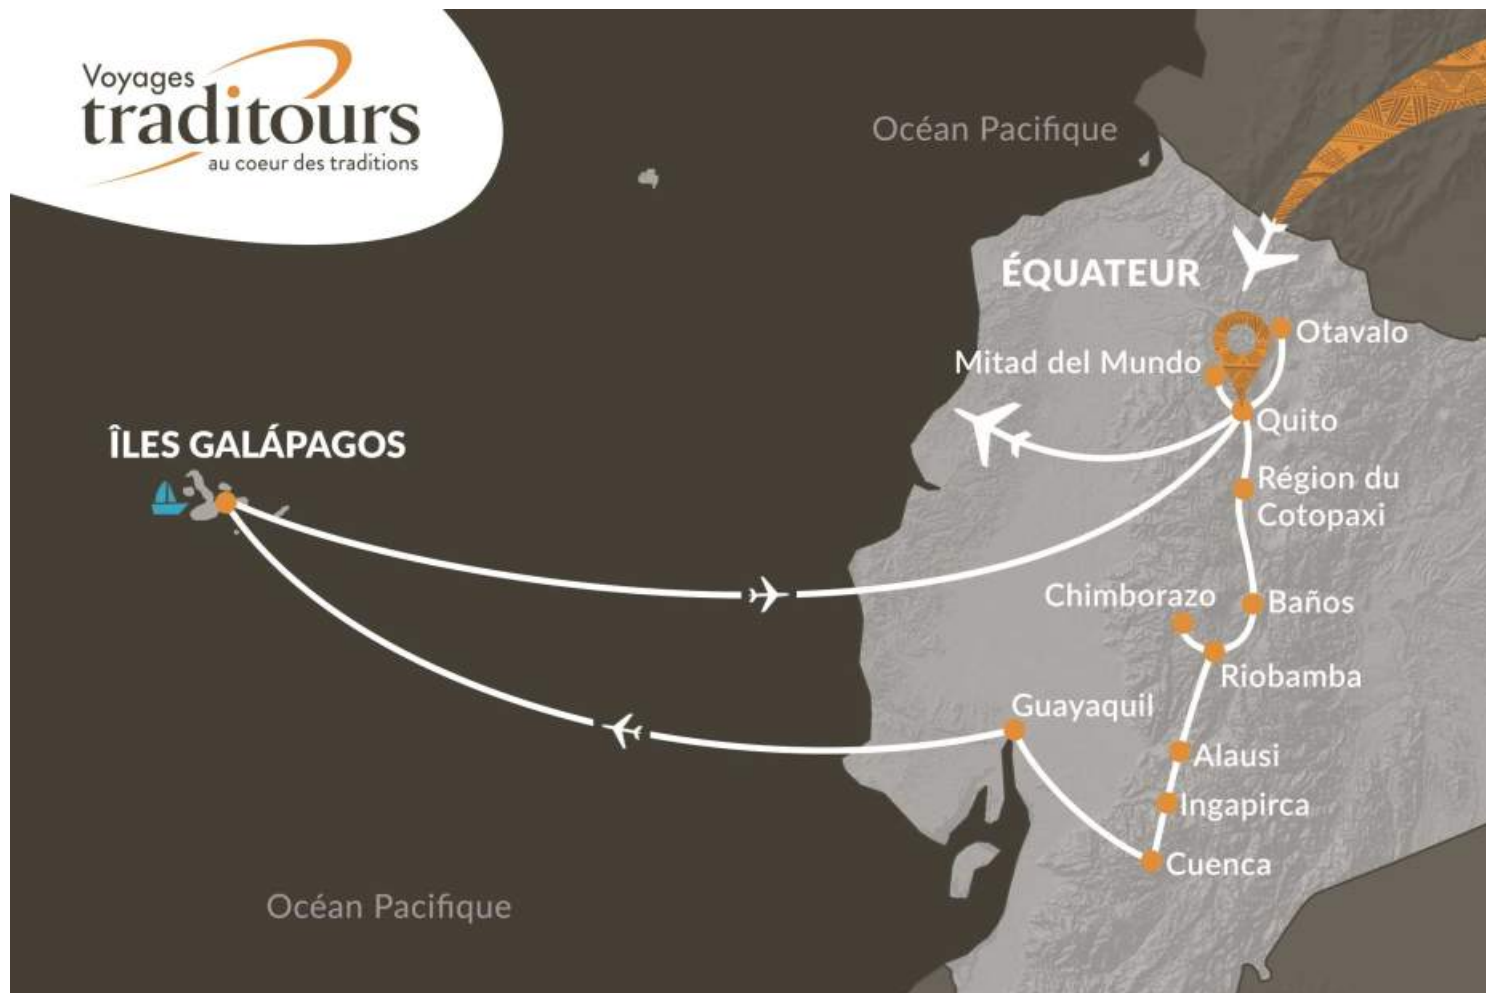 Voyages
traditours
au coeur des traditions
Océan Pacifique
ÉQUATEUR
Otavalo
Mitad del Mundo
Quito
ÎLES GALÁPAGOS
Région du
Cotopaxi
Chimborazo
Baños
Riobamba
Guayaquil
Alausi
Ingapirca
Cuenca
Océan Pacifique